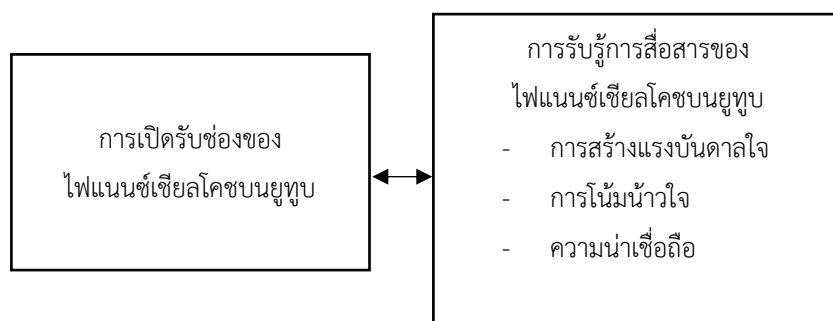 การเปิดรับช่องของ
ไฟแนนซ์เชียลโคชบนยูทูบ
การรับรู้การสื่อสารของ
ไฟแนนซ์เชียลโคชบนยูทูบ
- การสร้างแรงบันดาลใจ
- การโน้มน้าวใจ
- ความน่าเชื่อถือ